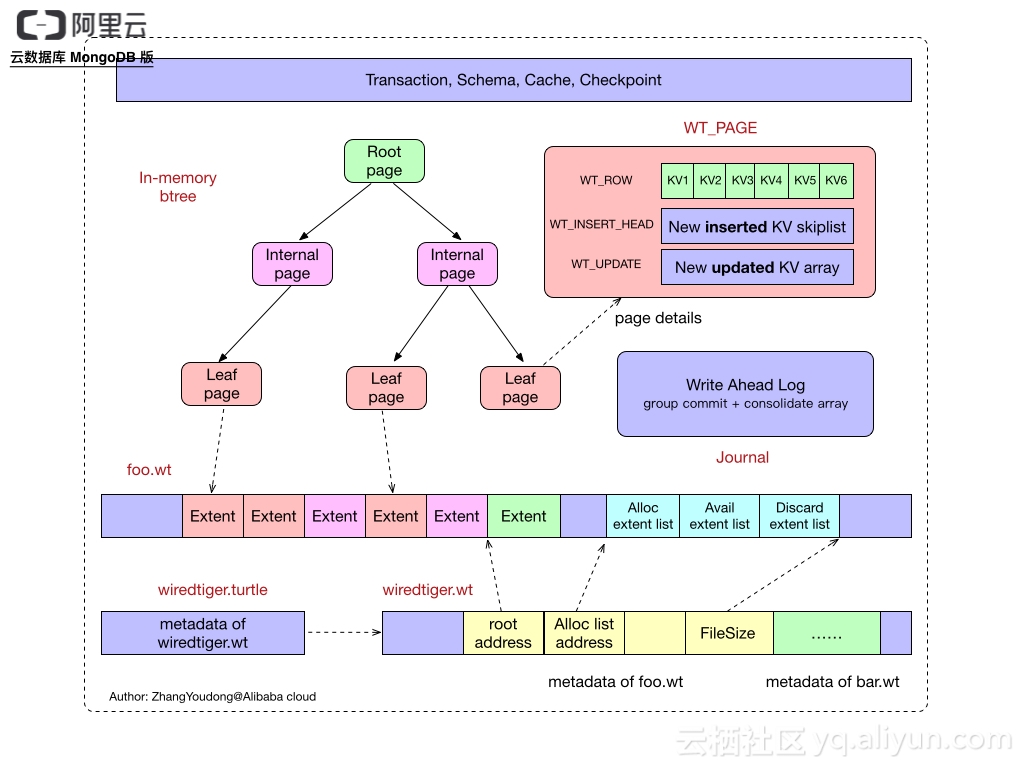 阿里云
云数据库 MongoDB 版
Transaction, Schema, Cache, Checkpoint
In-memory
btree
Root
page
Internal
page
Internal
page
Leaf
page
Leaf
page
Leaf
page
WT_PAGE
WT_ROW
KV1
KV2
KV3
KV4
KV5
KV6
WT_INSERT_HEAD
New inserted KV skiplist
WT_UPDATE
New updated KV array
page details
Write Ahead Log
group commit + consolidate array
Journal
foo.wt
Extent
Extent
Extent
Extent
Extent
Extent
Alloc
extent list
Avail
extent list
Discard
extent list
wiredtiger.turtle
wiredtiger.wt
metadata of
wiredtiger.wt
root
address
Alloc list
address
FileSize
......
metadata of foo.wt
metadata of bar.wt
Author: ZhangYoudong@Alibaba cloud
云栖社区 yq.aliyun.com